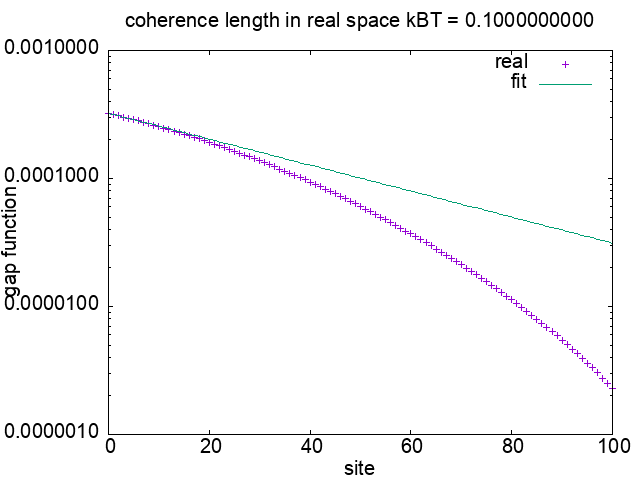 coherence length in real space kBT = 0.1000000000
0.0010000
real
fit
0.0001000
gap function
0.0000100
0.0000010
0 20 40 60 80 100
site